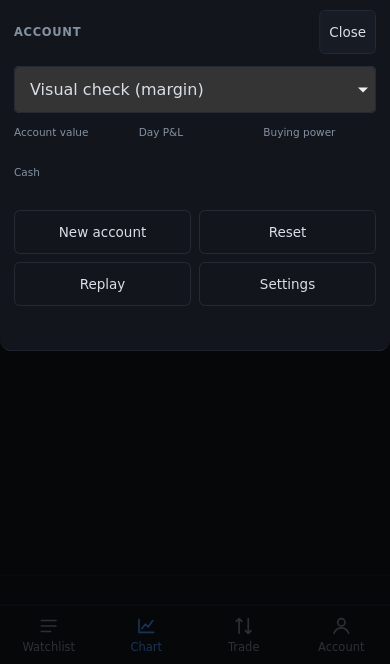 ACCOUNT
Close
Visual check (margin)
Account value Day P&L Buying power
Cash
New account Reset
Replay Settings
Watchlist Chart Trade Account